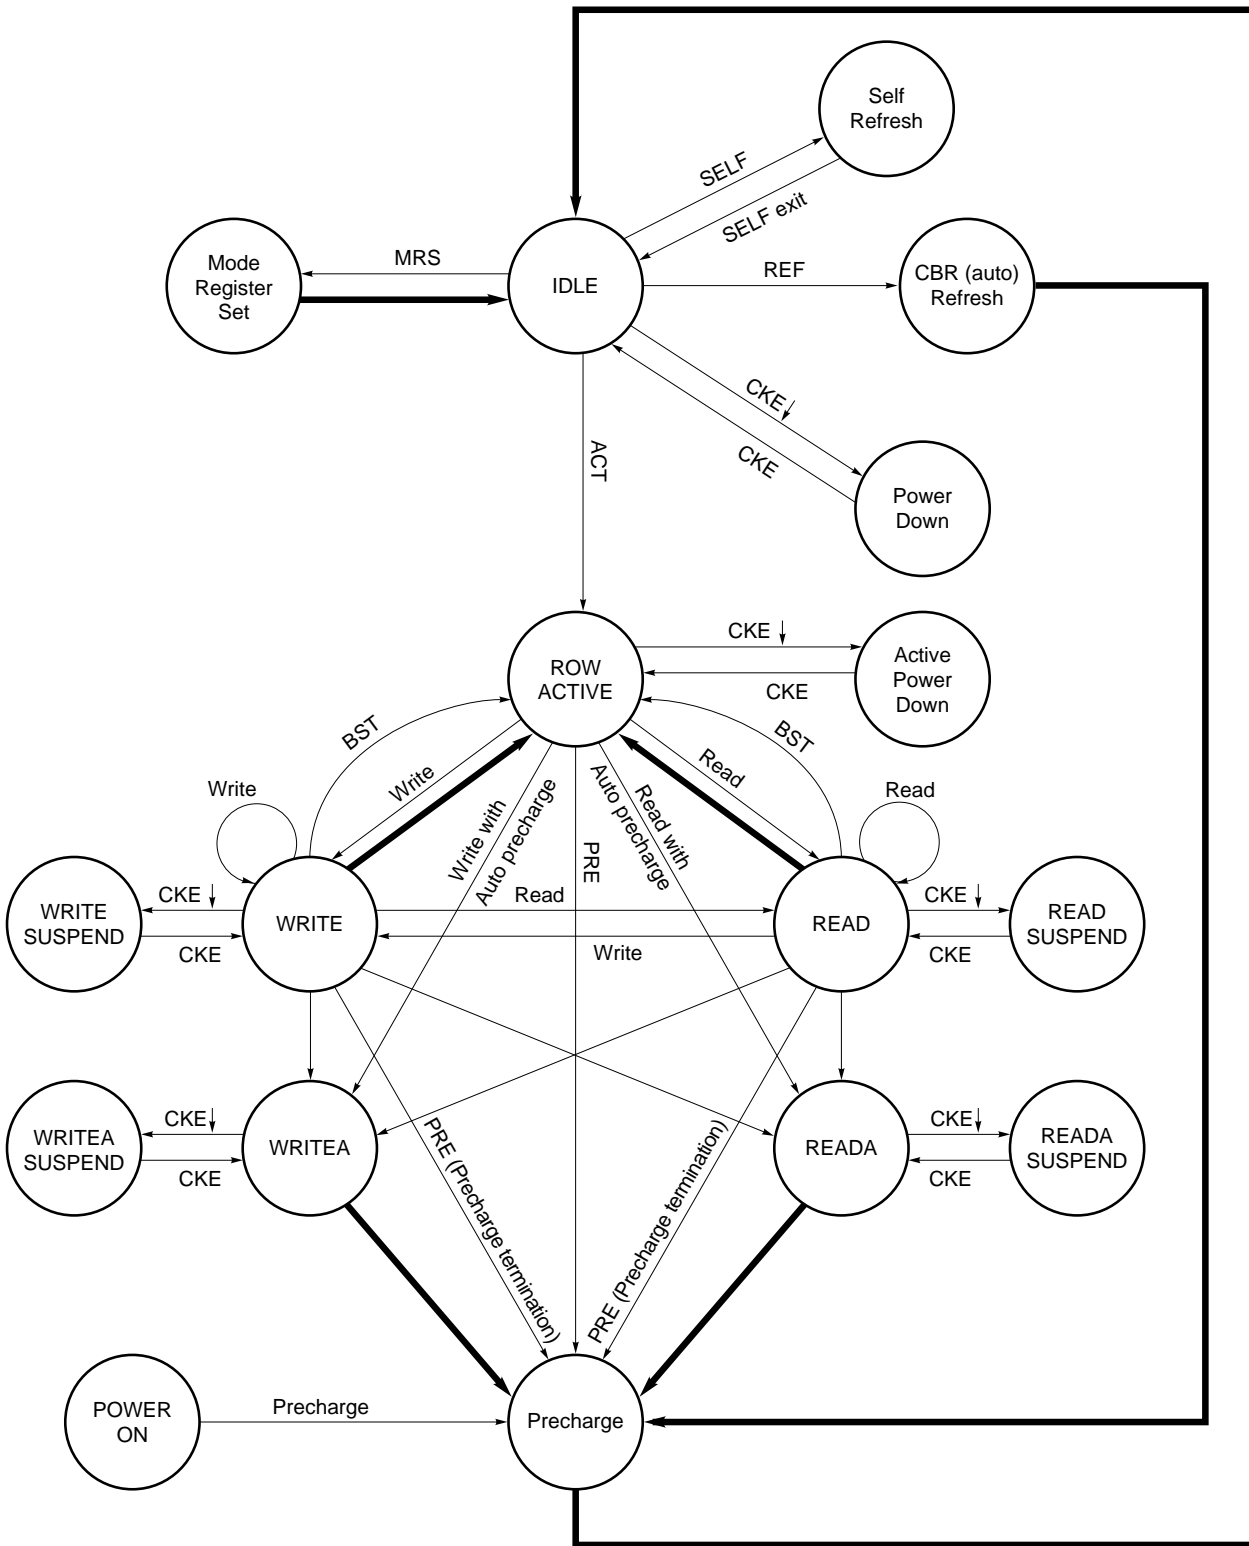 Self
Refresh
SELF
SELF exit
Mode
Register
Set
MRS
IDLE
REF
CBR (auto)
Refresh
CKE
CKE
ACT
Power
Down
ROW
ACTIVE
CKE
CKE
Active
Power
Down
BST
BST
Write
Read
Write
Read
Write with
Auto precharge
Read with
Auto precharge
PRE
WRITE
SUSPEND
CKE
CKE
WRITE
Read
Write
READ
CKE
CKE
READ
SUSPEND
WRITEA
SUSPEND
CKE
CKE
WRITEA
PRE (Precharge termination)
PRE (Precharge termination)
READA
CKE
CKE
READA
SUSPEND
POWER
ON
Precharge
Precharge